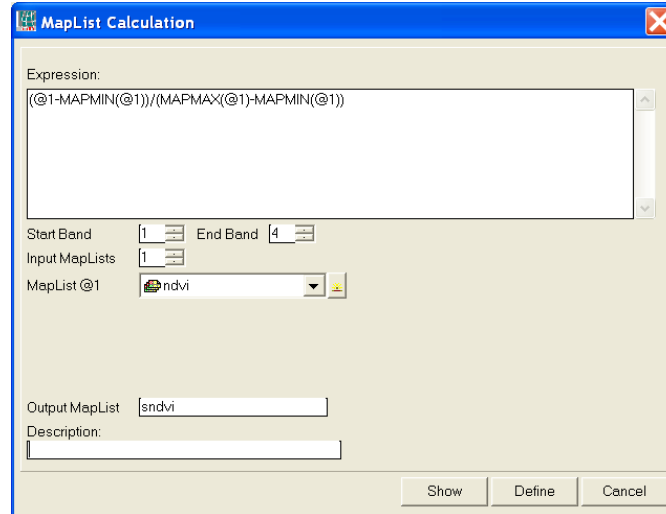 MapList Calculation
Expression:
(@1-MAPMIN(@1))/(MAPMAX(@1)-MAPMIN(@1))
Start Band 1 End Band 4
Input MapLists 1
MapList @1 ndvi
Output MapList sndvi
Description:
Show Define Cancel